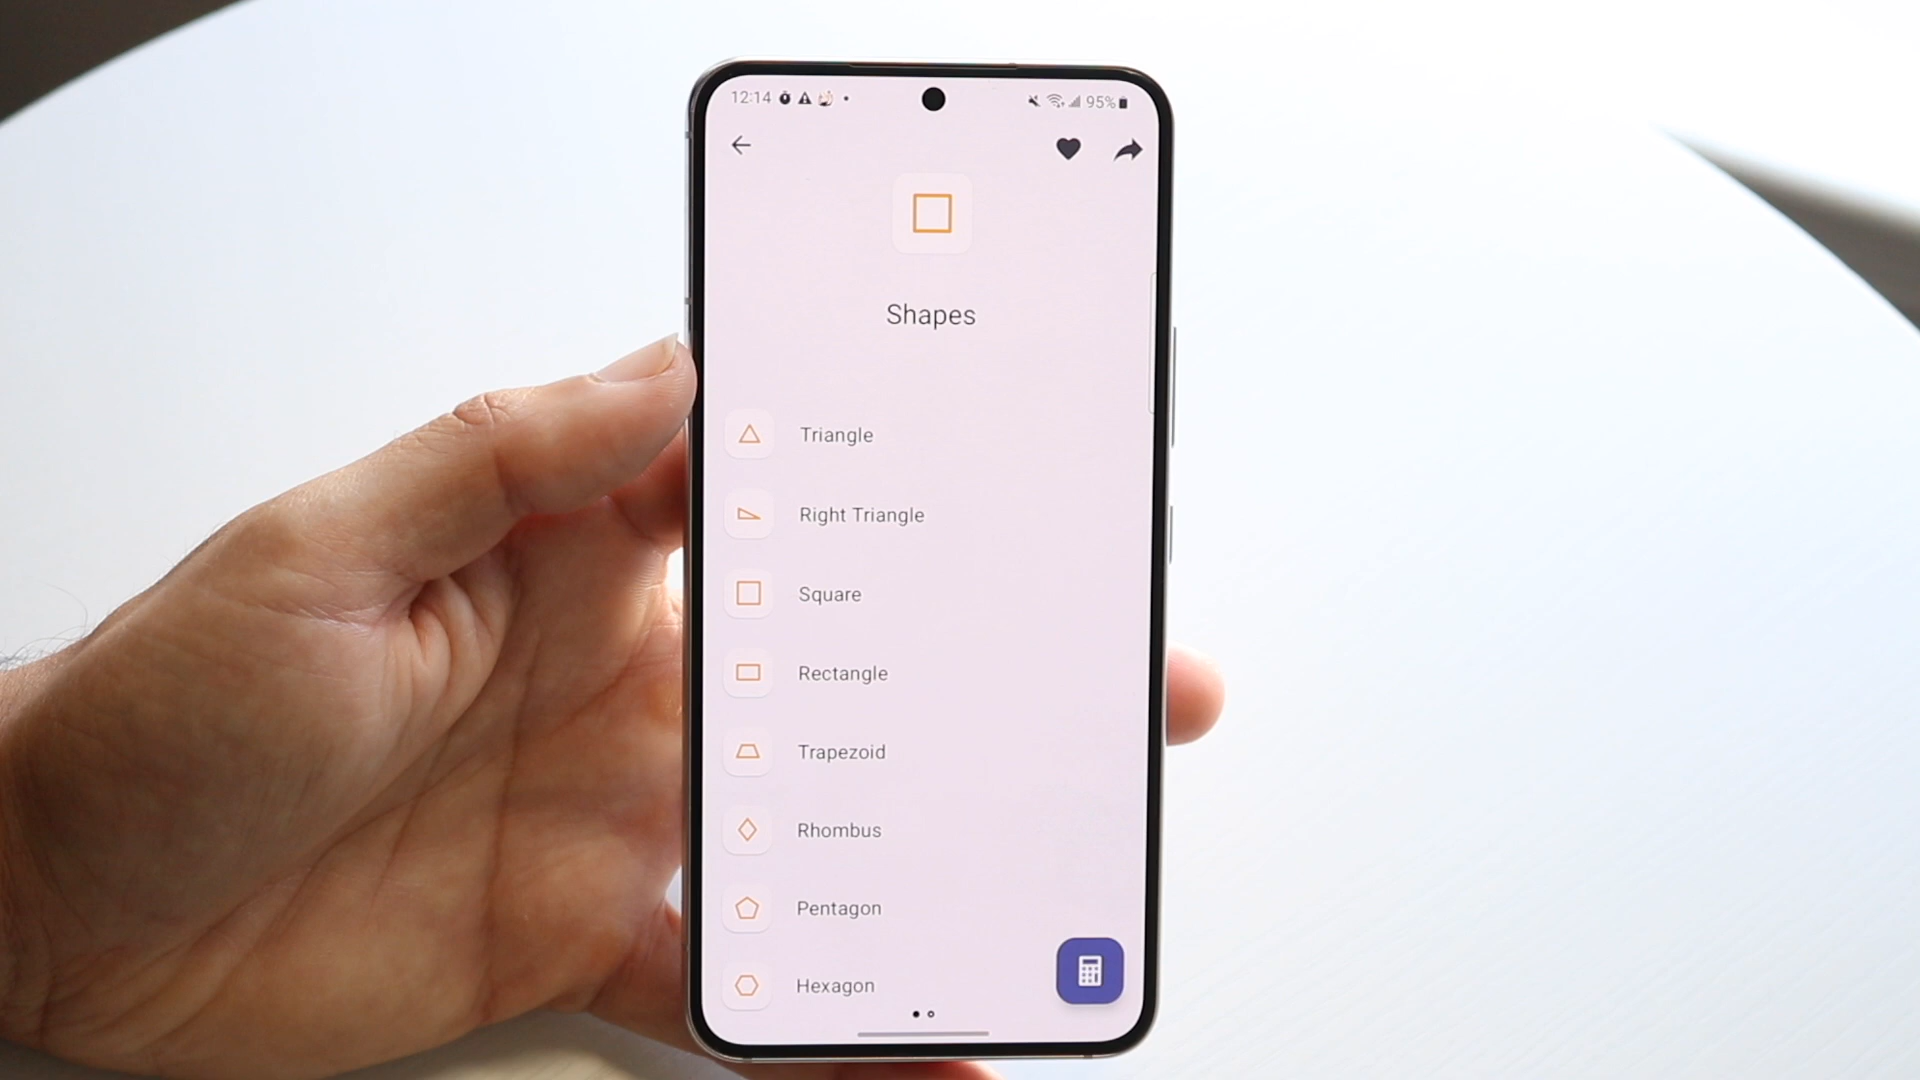 12:14 95%
Shapes
Triangle
Right Triangle
Square
Rectangle
Trapezoid
Rhombus
Pentagon
Hexagon